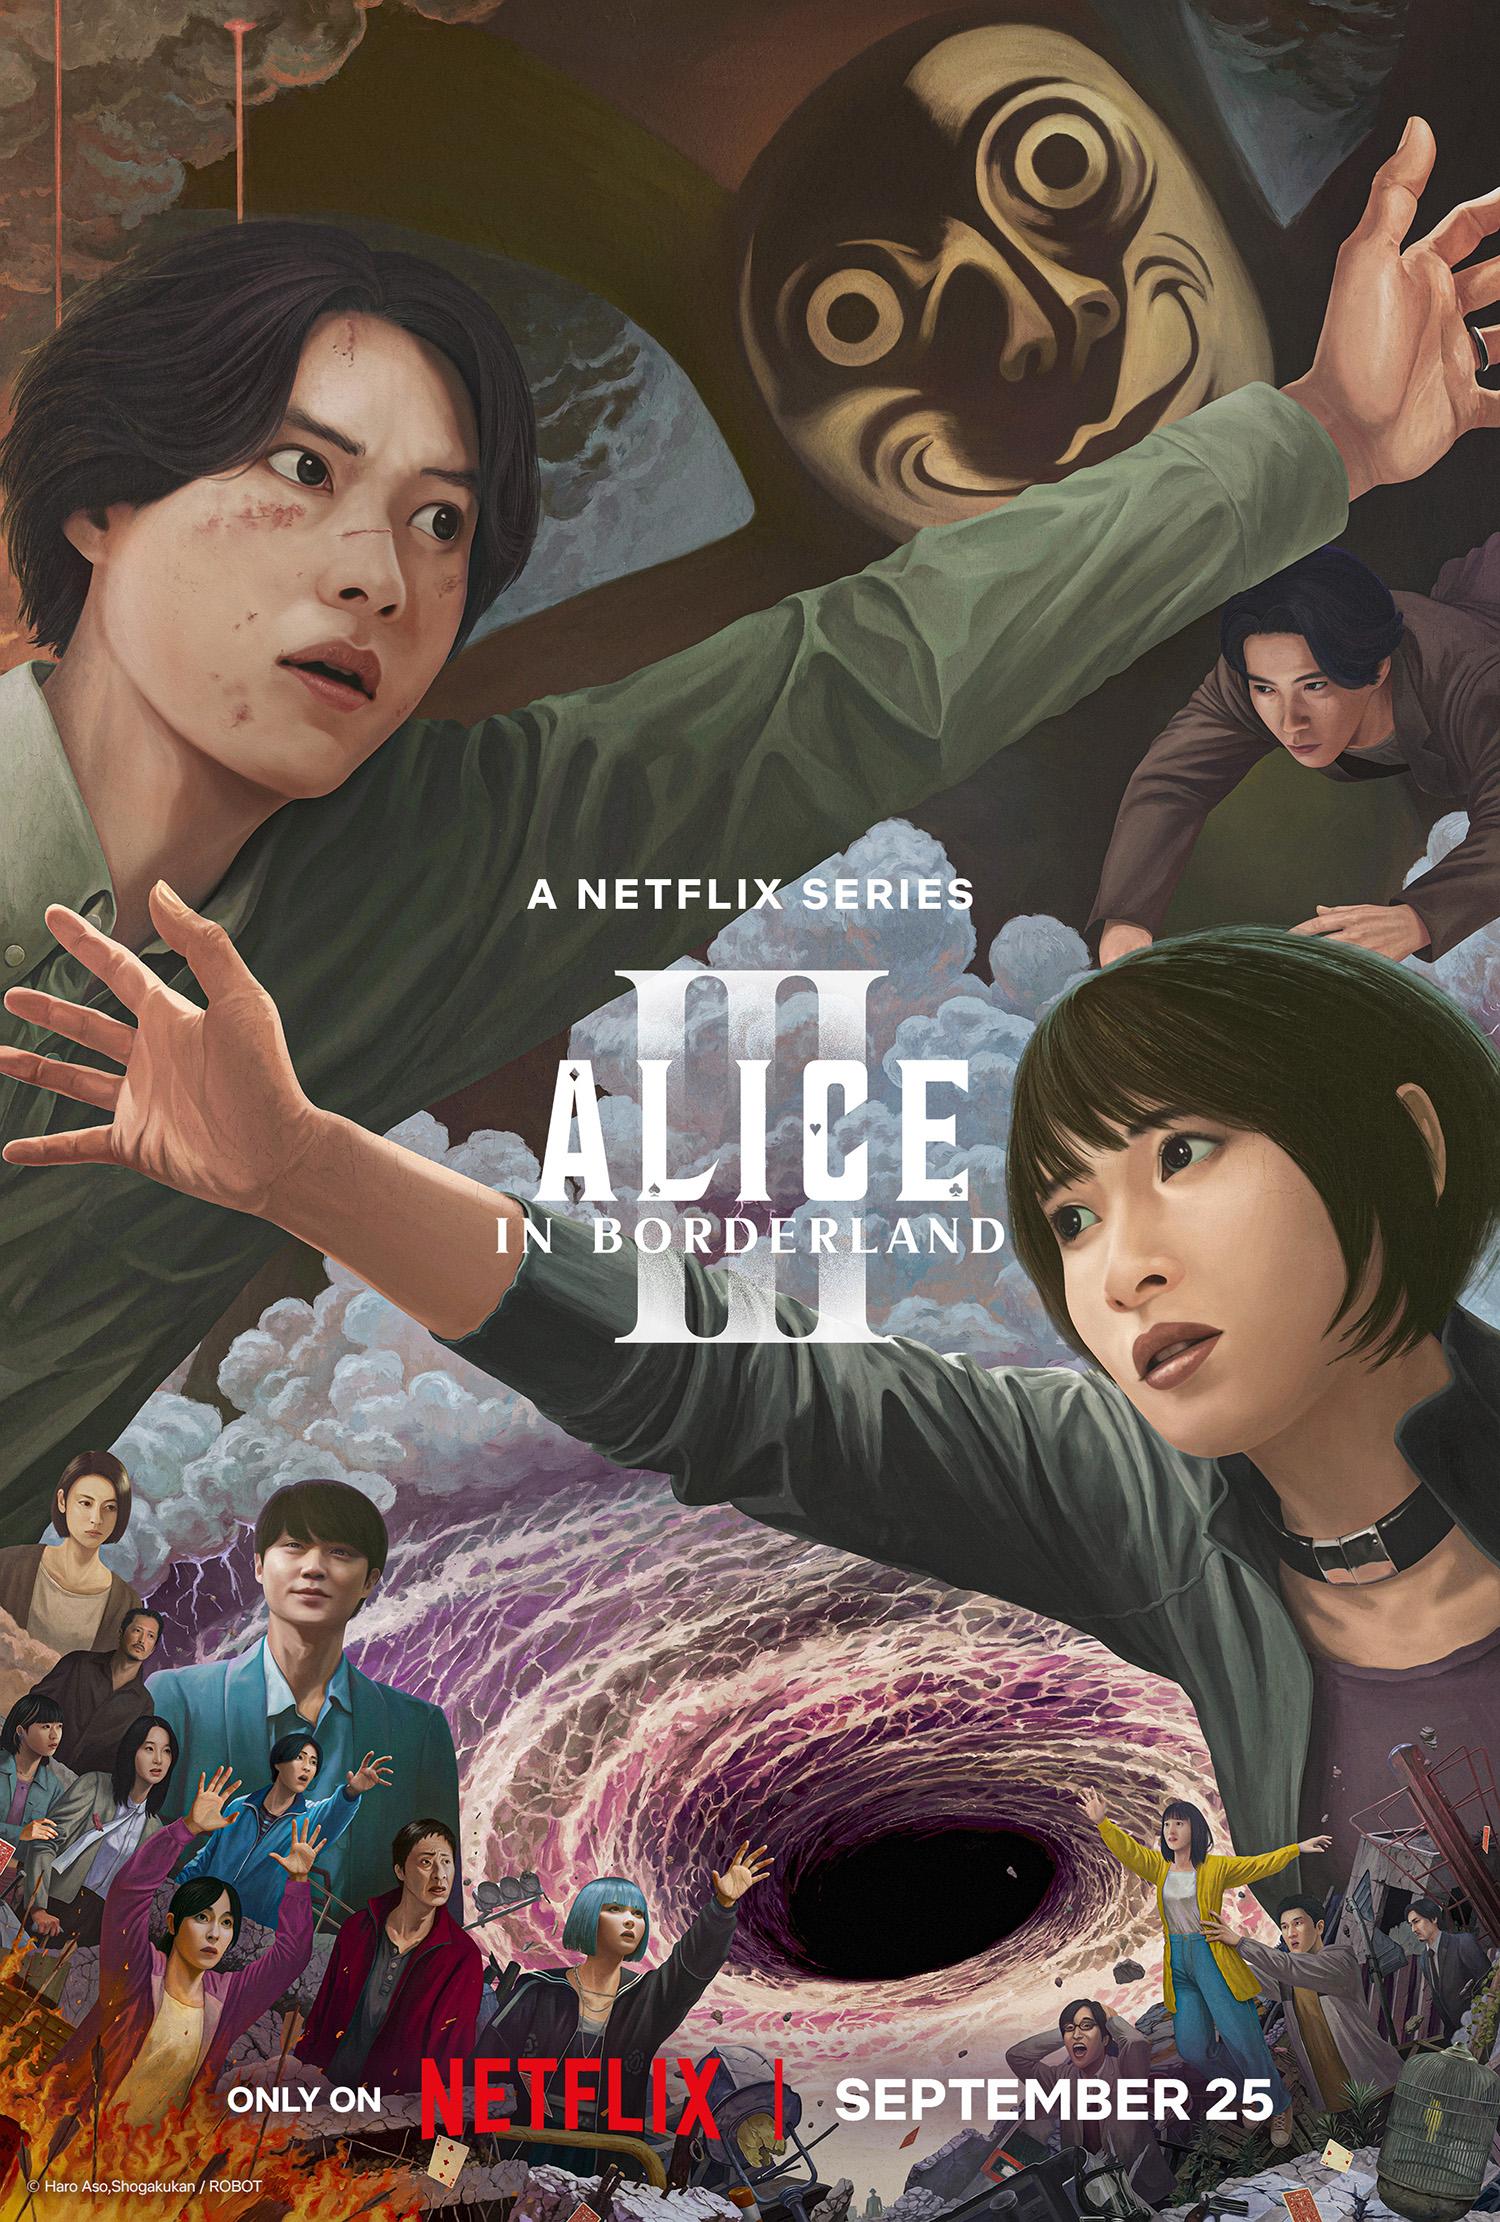 A NETFLIX SERIES
III
ALICE
IN BORDERLAND
ONLY ON NETFLIX | SEPTEMBER 25
© Haro Aso,Shogakukan / ROBOT